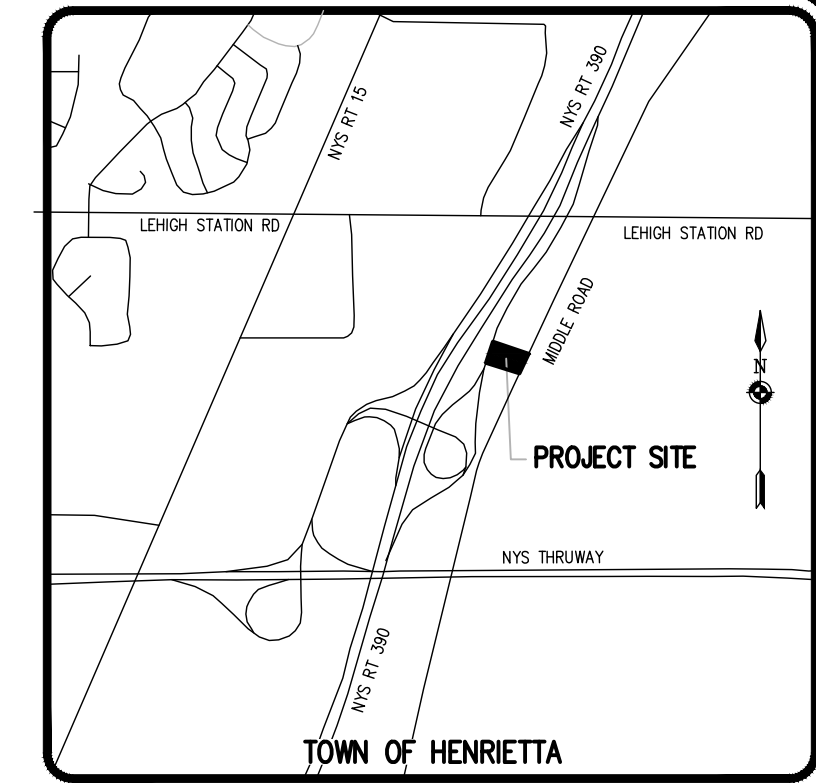 NYS RT 390
NYS RT 15
LEHIGH STATION RD
LEHIGH STATION RD
MIDDLE ROAD
N
PROJECT SITE
NYS THRUWAY
NYS RT 390
TOWN OF HENRIETTA